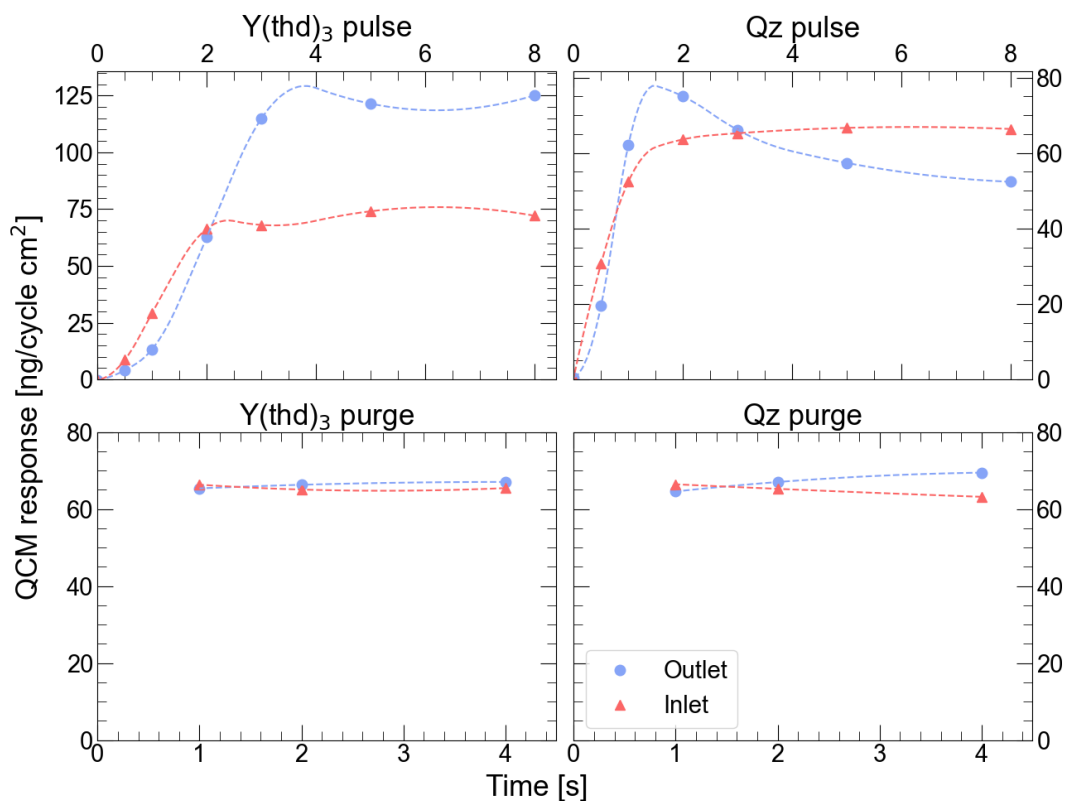 Y(thd)₃ pulse
Qz pulse
0 2 4 6 8
0 2 4 6 8
125
100
75
50
25
0
80
60
40
20
0
QCM response [ng/cycle cm²]
Y(thd)₃ purge
Qz purge
80
60
40
20
0
80
60
40
20
0
Outlet
Inlet
0 1 2 3 4
0 1 2 3 4
Time [s]